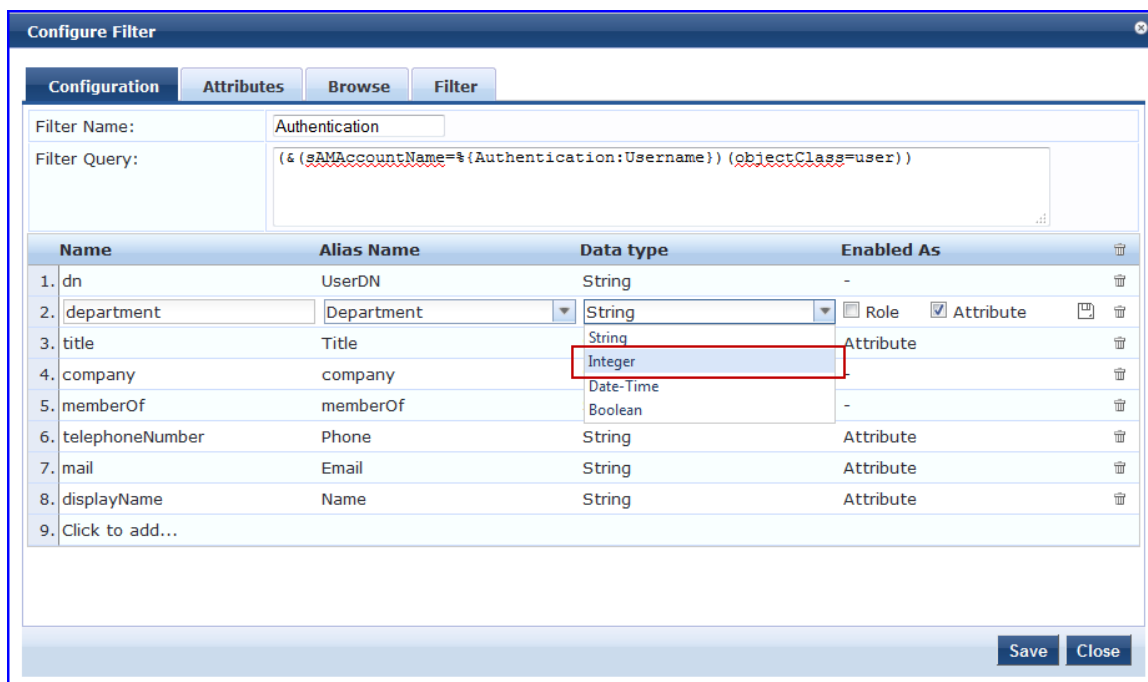 Configure Filter
Configuration Attributes Browse Filter
Filter Name: Authentication
Filter Query: (&(sAMAccountName=%{Authentication:Username})(objectClass=user))
Name Alias Name Data type Enabled As
1. dn UserDN String -
2. department Department String Role Attribute
String
3. title Title Attribute
Integer
4. company company -
Date-Time
5. memberOf memberOf -
Boolean
6. telephoneNumber Phone String Attribute
7. mail Email String Attribute
8. displayName Name String Attribute
9. Click to add...
Save Close